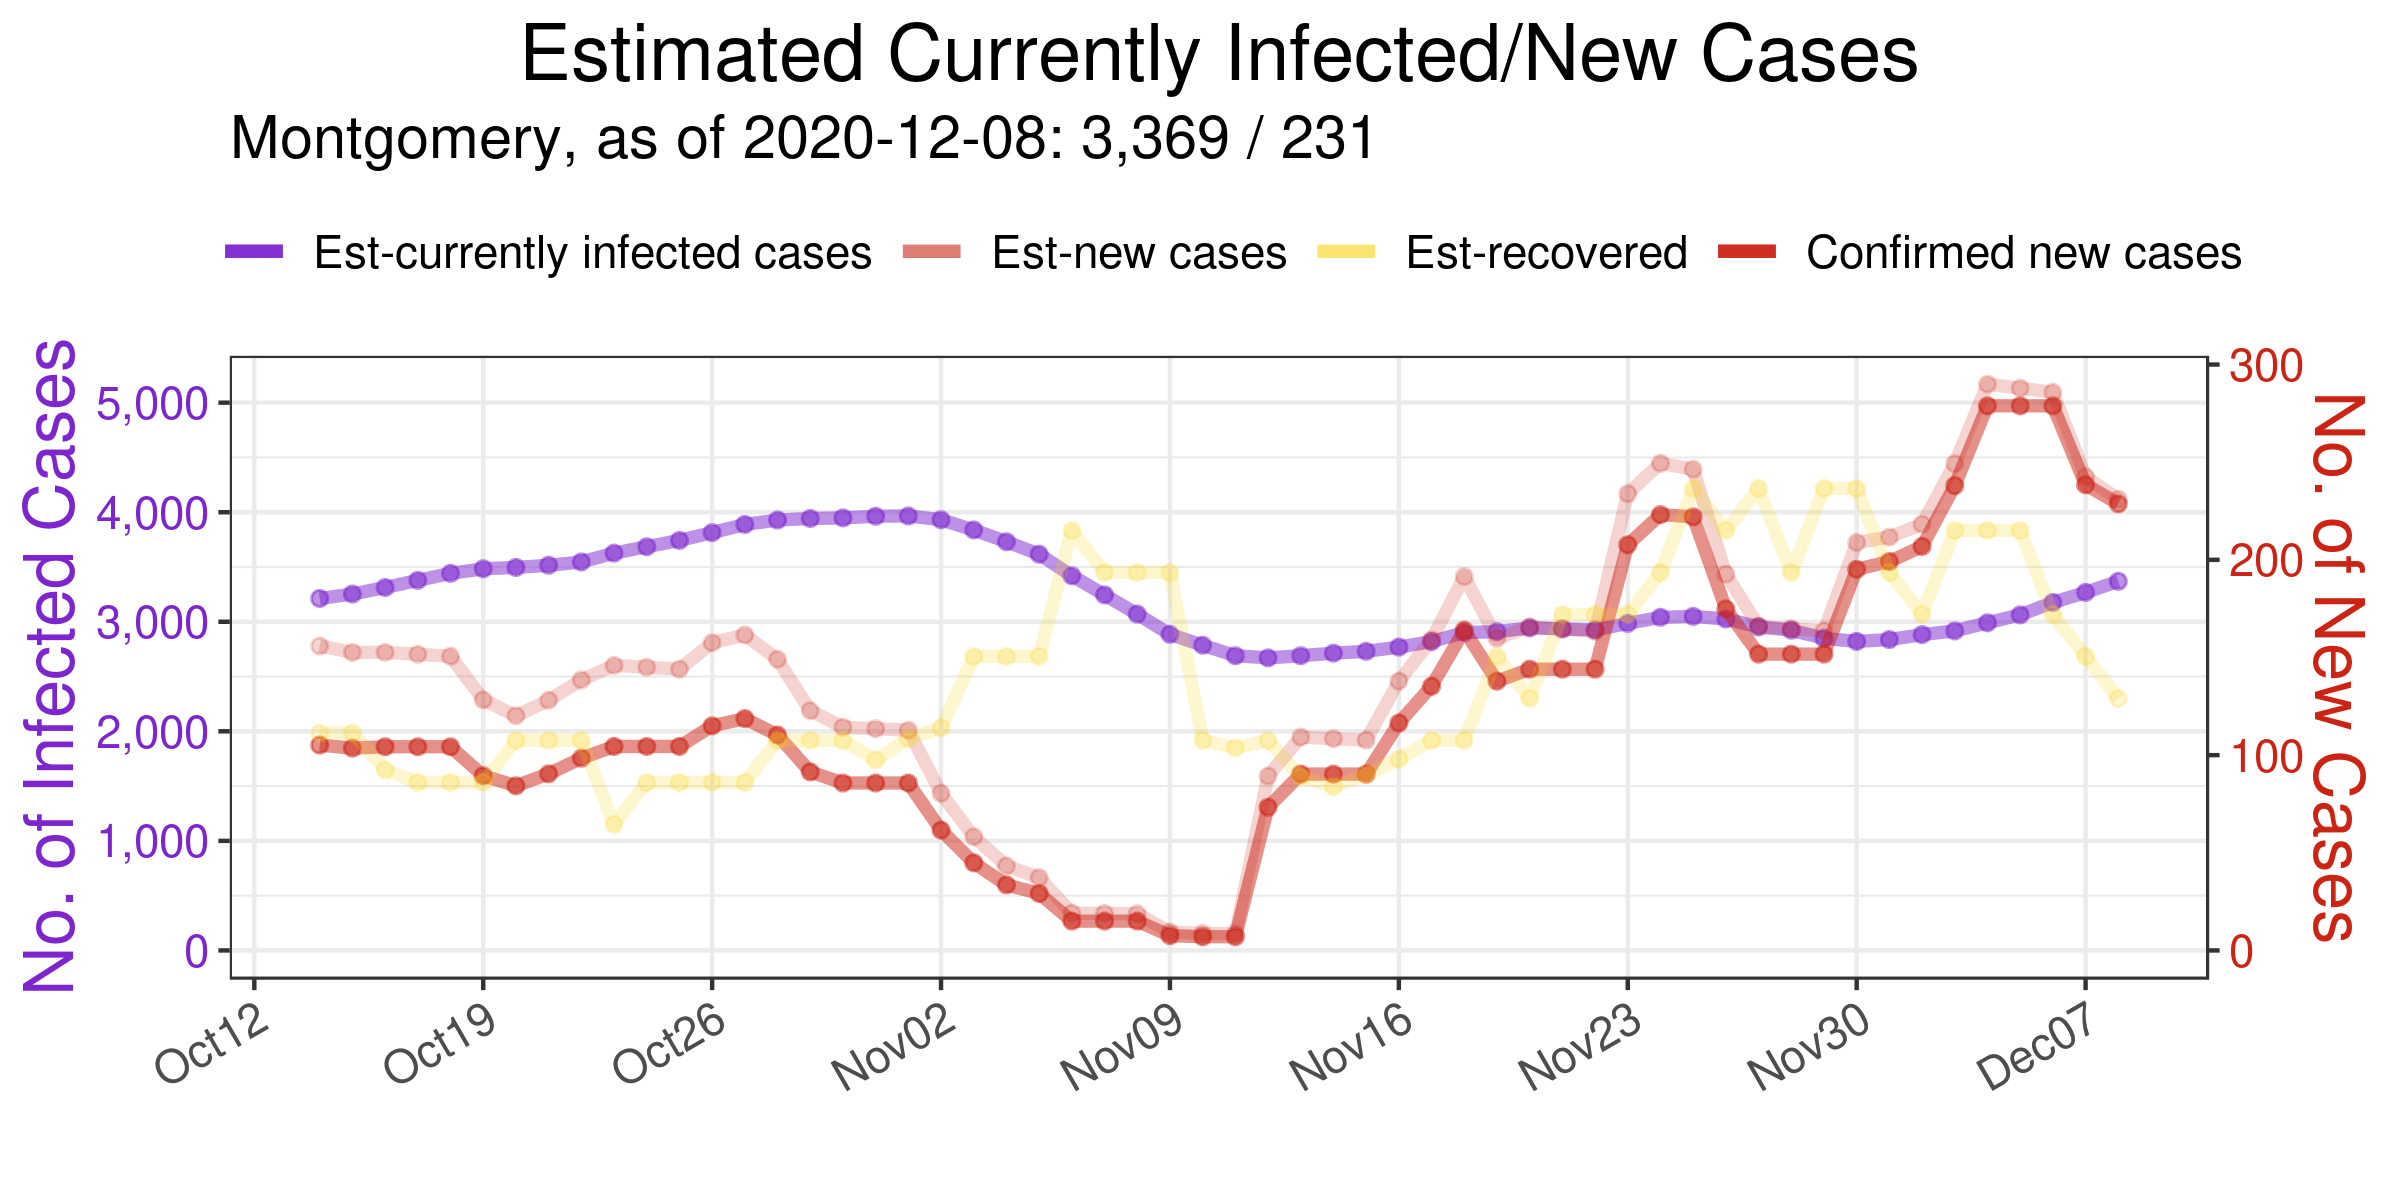 Estimated Currently Infected/New Cases
Montgomery, as of 2020-12-08: 3,369 / 231
Est-currently infected cases Est-new cases Est-recovered Confirmed new cases
No. of Infected Cases
5,000
4,000
3,000
2,000
1,000
0
300
200
100
0
No. of New Cases
Oct12 Oct19 Oct26 Nov02 Nov09 Nov16 Nov23 Nov30 Dec07